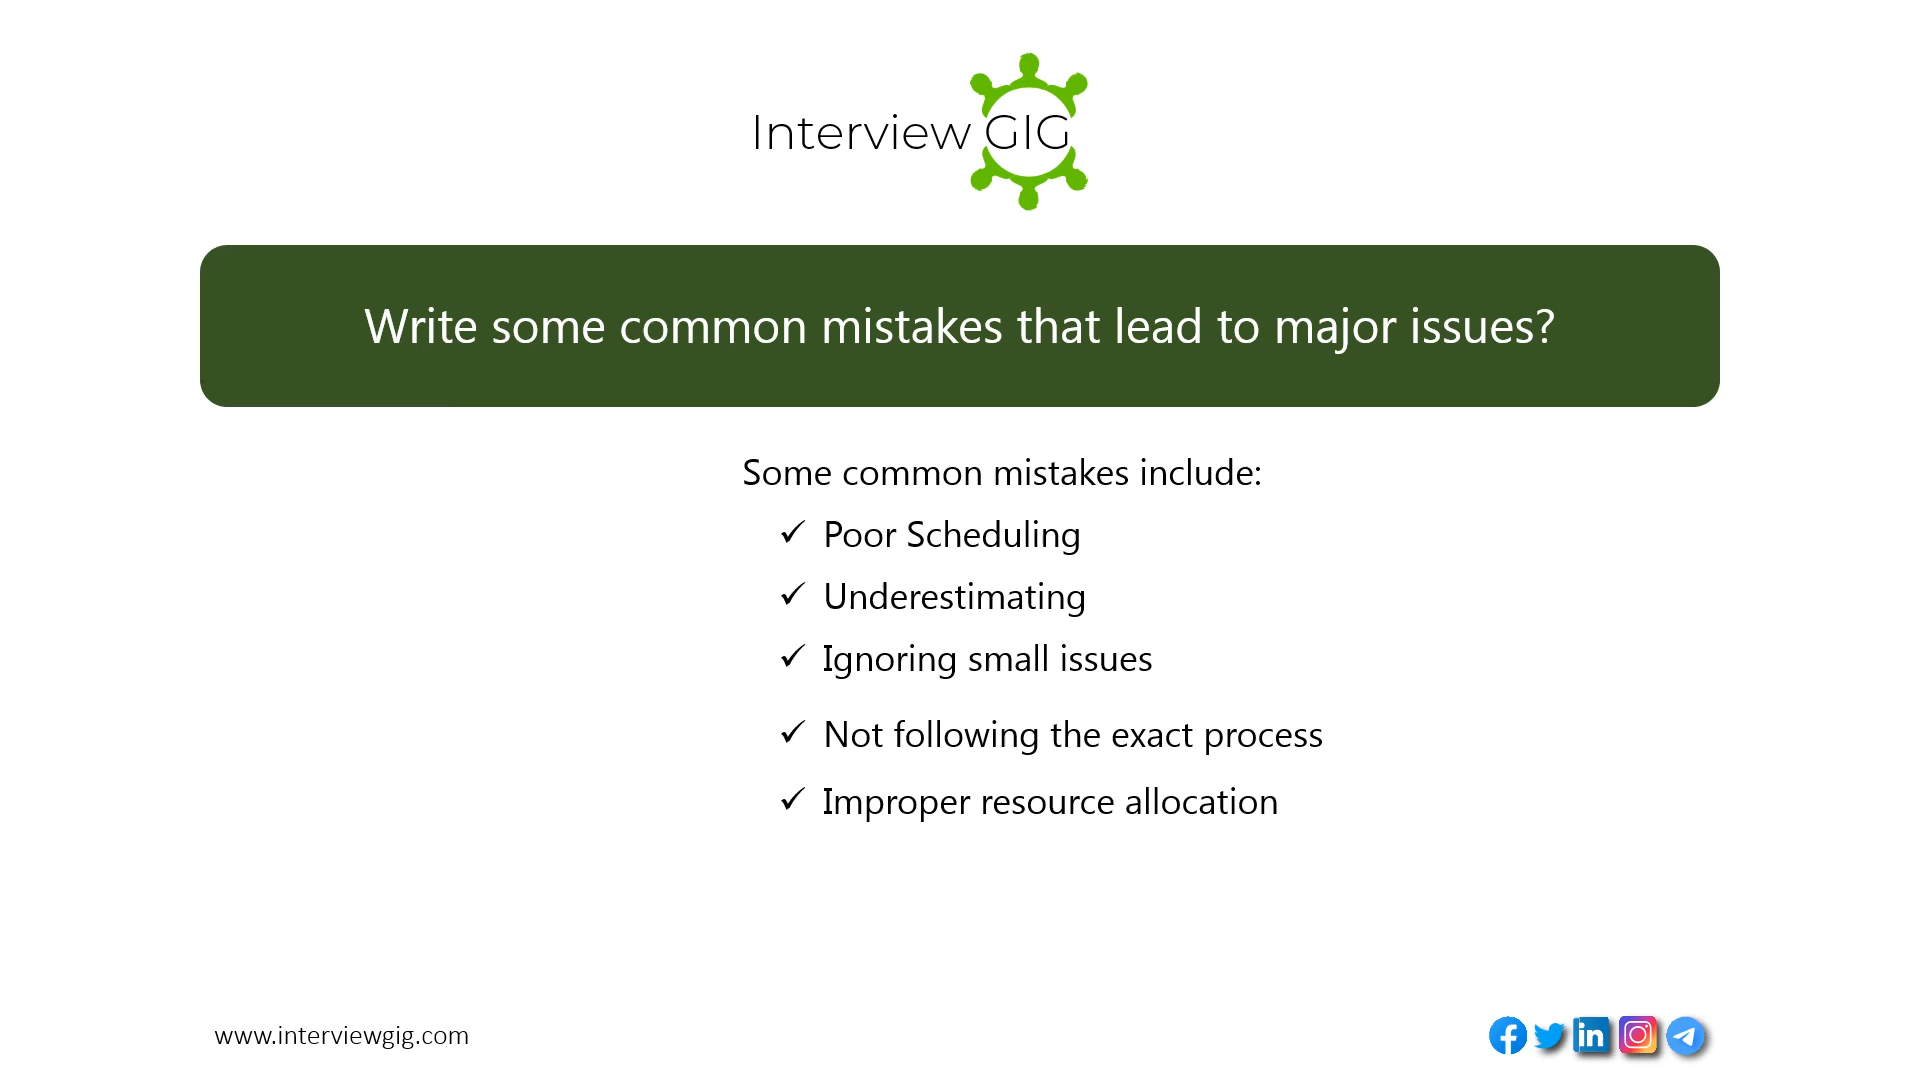 Interview GIG
Write some common mistakes that lead to major issues?
Some common mistakes include:
✓ Poor Scheduling
✓ Underestimating
✓ Ignoring small issues
✓ Not following the exact process
✓ Improper resource allocation
www.interviewgig.com